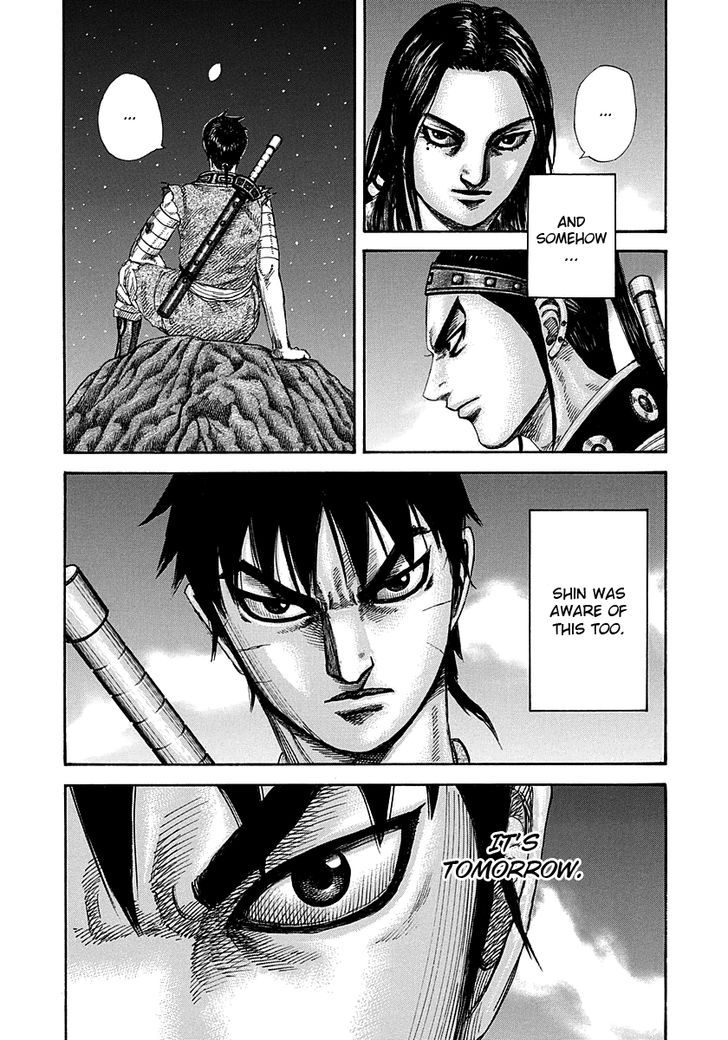 ...
AND
SOMEHOW
...
...
SHIN WAS
AWARE OF
THIS TOO.
IT'S
TOMORROW.